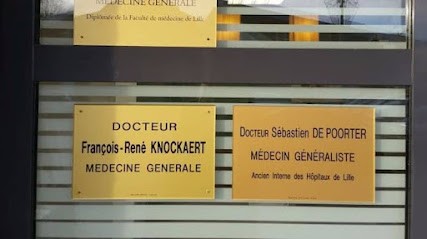 MEDECINE GENERALE
Diplômée de la Faculté de médecine de Lille
DOCTEUR
François-René KNOCKAERT
MEDECINE GENERALE
DOCTEUR Sébastien DE POORTER
MÉDECIN GÉNÉRALISTE
Ancien Interne des Hôpitaux de Lille